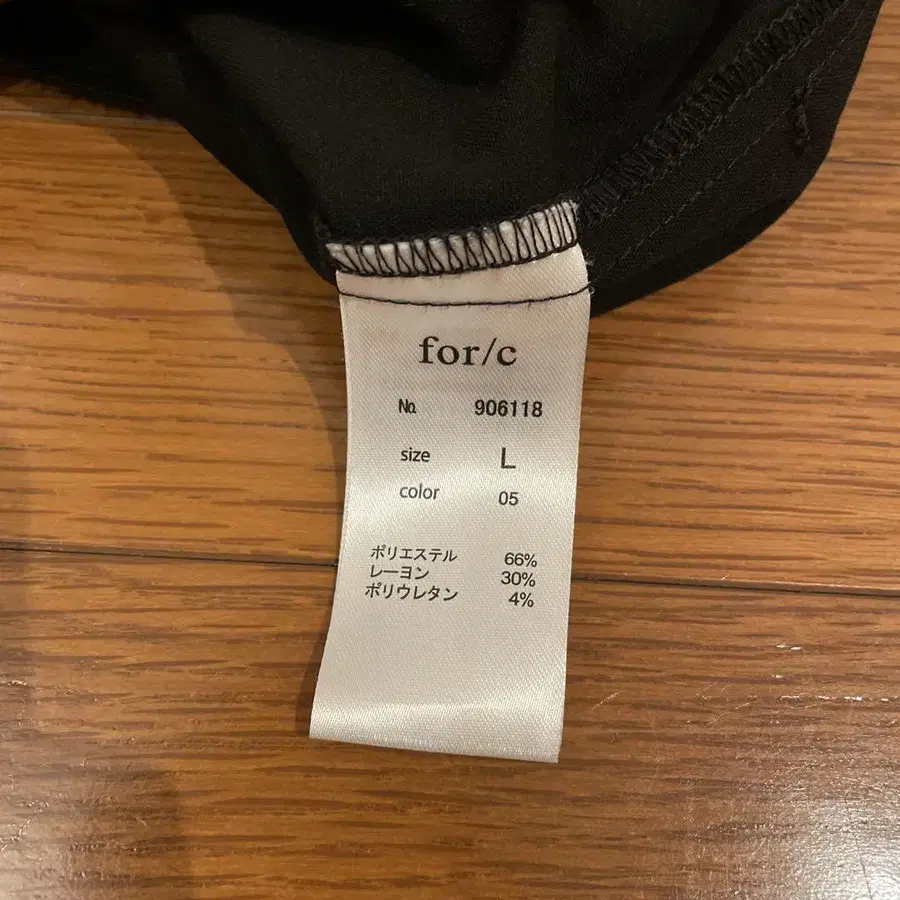 for/c
№ 906118
size L
color 05
ポリエステル 66%
レーヨン 30%
ポリウレタン 4%